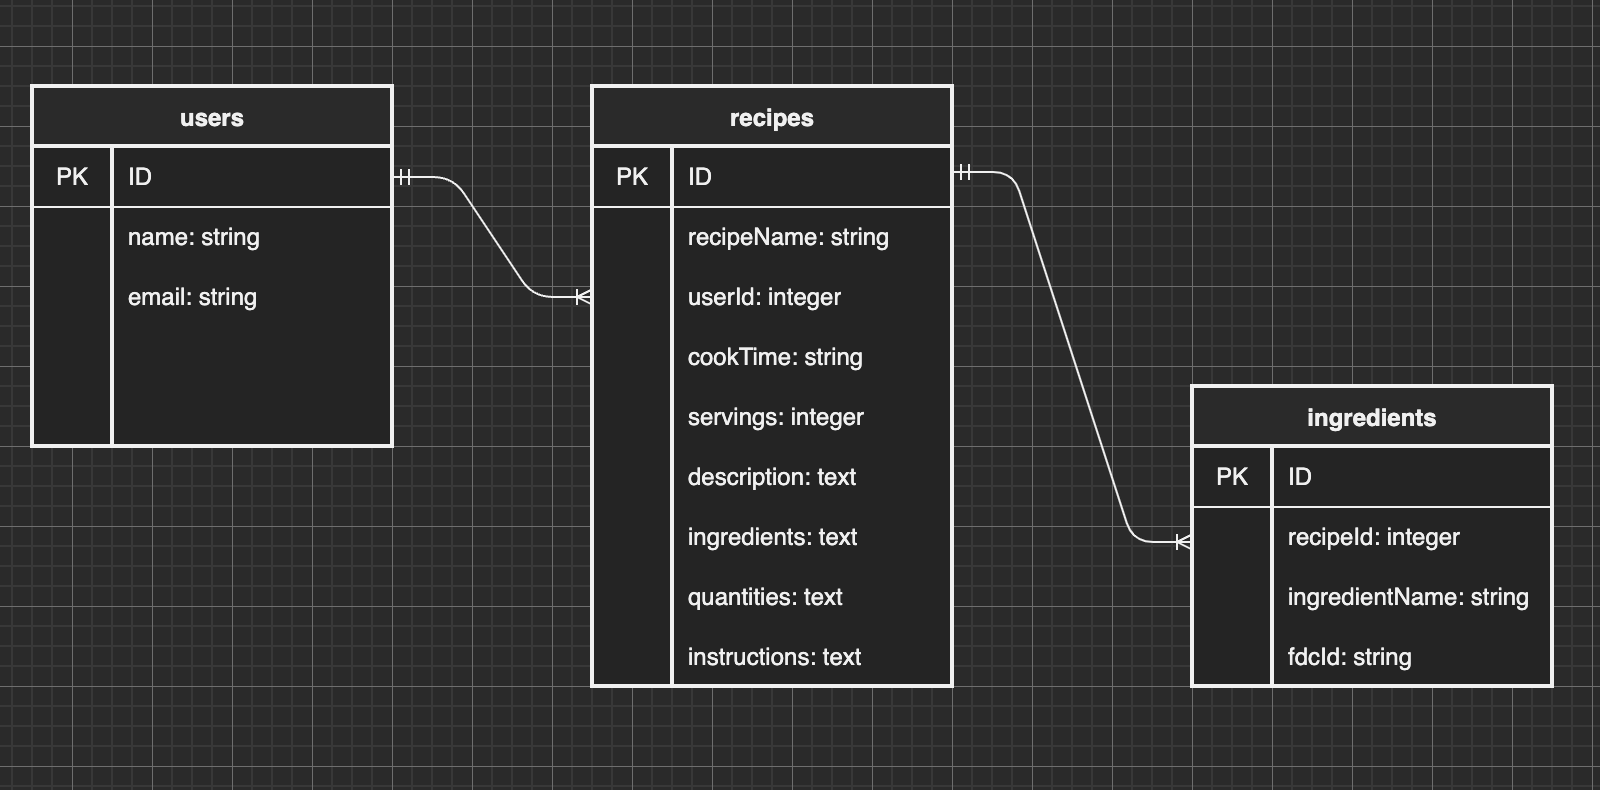 users
PK ID
name: string
email: string
recipes
PK ID
recipeName: string
userId: integer
cookTime: string
servings: integer
description: text
ingredients: text
quantities: text
instructions: text
ingredients
PK ID
recipeId: integer
ingredientName: string
fdcId: string